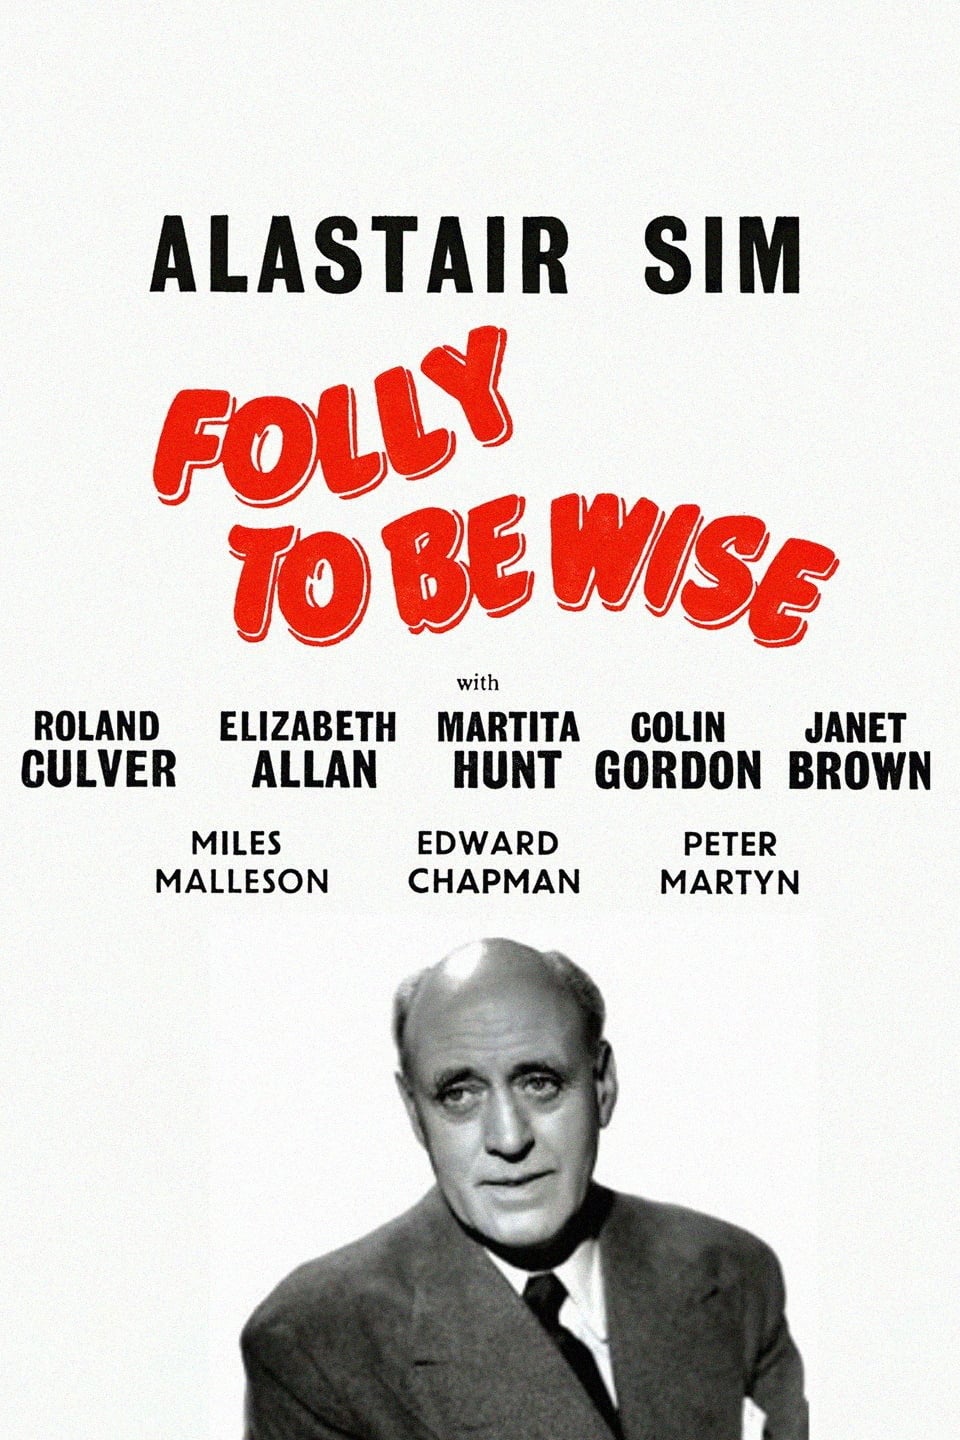 ALASTAIR SIM
FOLLY
TO BE WISE
with
ROLAND CULVER
ELIZABETH ALLAN
MARTITA HUNT
COLIN GORDON
JANET BROWN
MILES MALLESON
EDWARD CHAPMAN
PETER MARTYN